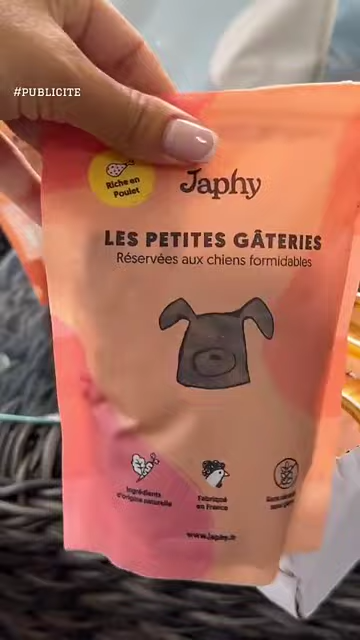 #PUBLICITE
Riche en
Poulet
Japhy
LES PETITES GÂTERIES
Réservées aux chiens formidables
Ingrédients
d'origine naturelle
Fabriqué
en France
www.japhy.fr